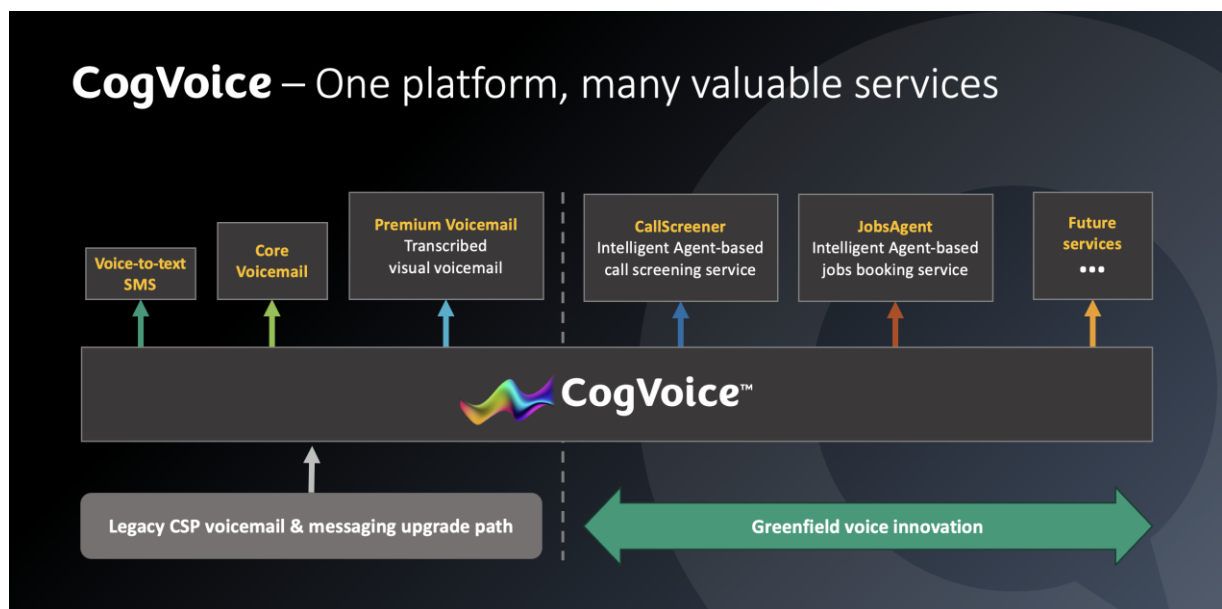 CogVoice – One platform, many valuable services
Voice-to-text
SMS
Core
Voicemail
Premium Voicemail
Transcribed
visual voicemail
CallScreener
Intelligent Agent-based
call screening service
JobsAgent
Intelligent Agent-based
jobs booking service
Future
services
•••
CogVoice™
Legacy CSP voicemail & messaging upgrade path
Greenfield voice innovation